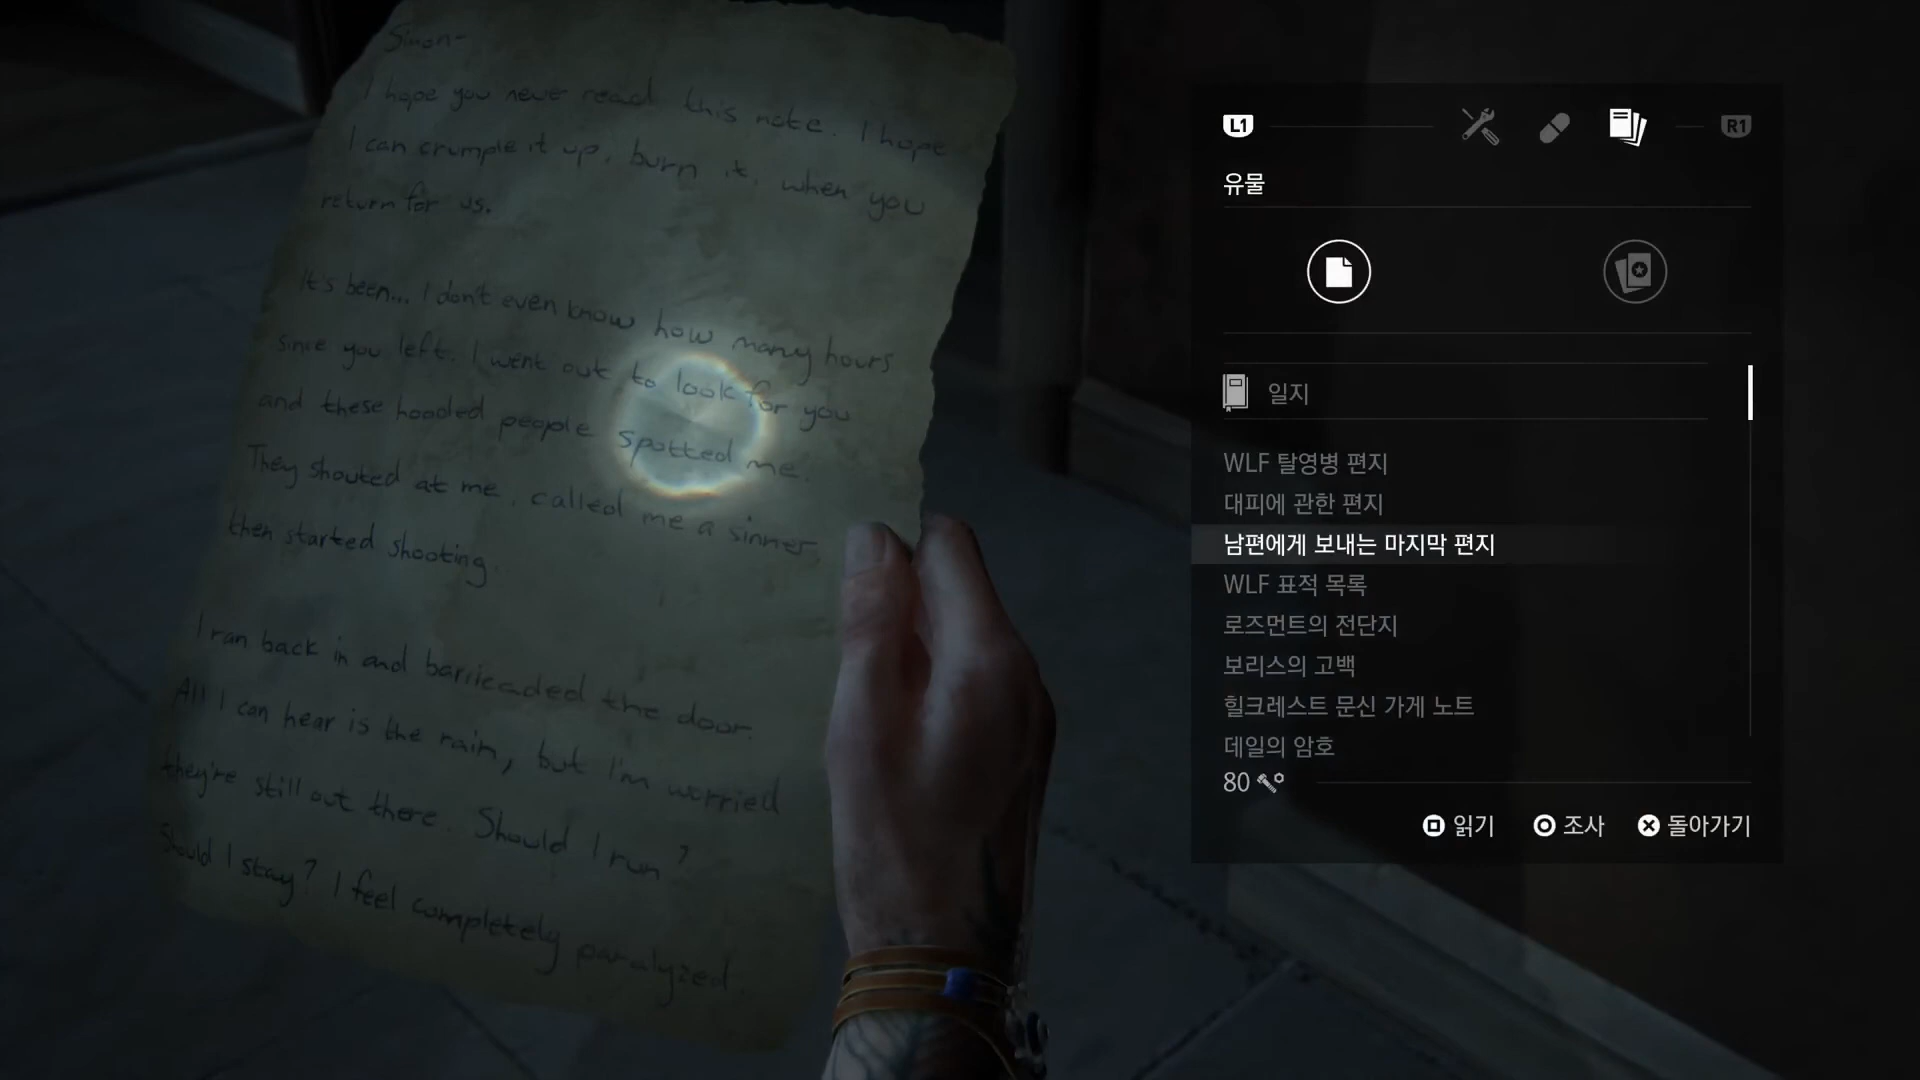 Simon-
I hope you never read this note. I hope
I can crumple it up, burn it, when you
return for us.
It's been... I don't even know how many hours
since you left. I went out to look for you
and these hooded people spotted me.
They shouted at me, called me a sinner,
then started shooting.
I ran back in and barricaded the door.
All I can hear is the rain, but I'm worried
they're still out there. Should I run?
Should I stay? I feel completely paralyzed.
L1
R1
유물
일지
WLF 탈영병 편지
대피에 관한 편지
남편에게 보내는 마지막 편지
WLF 표적 목록
로즈먼트의 전단지
보리스의 고백
힐크레스트 문신 가게 노트
데일의 암호
80
읽기 조사 돌아가기